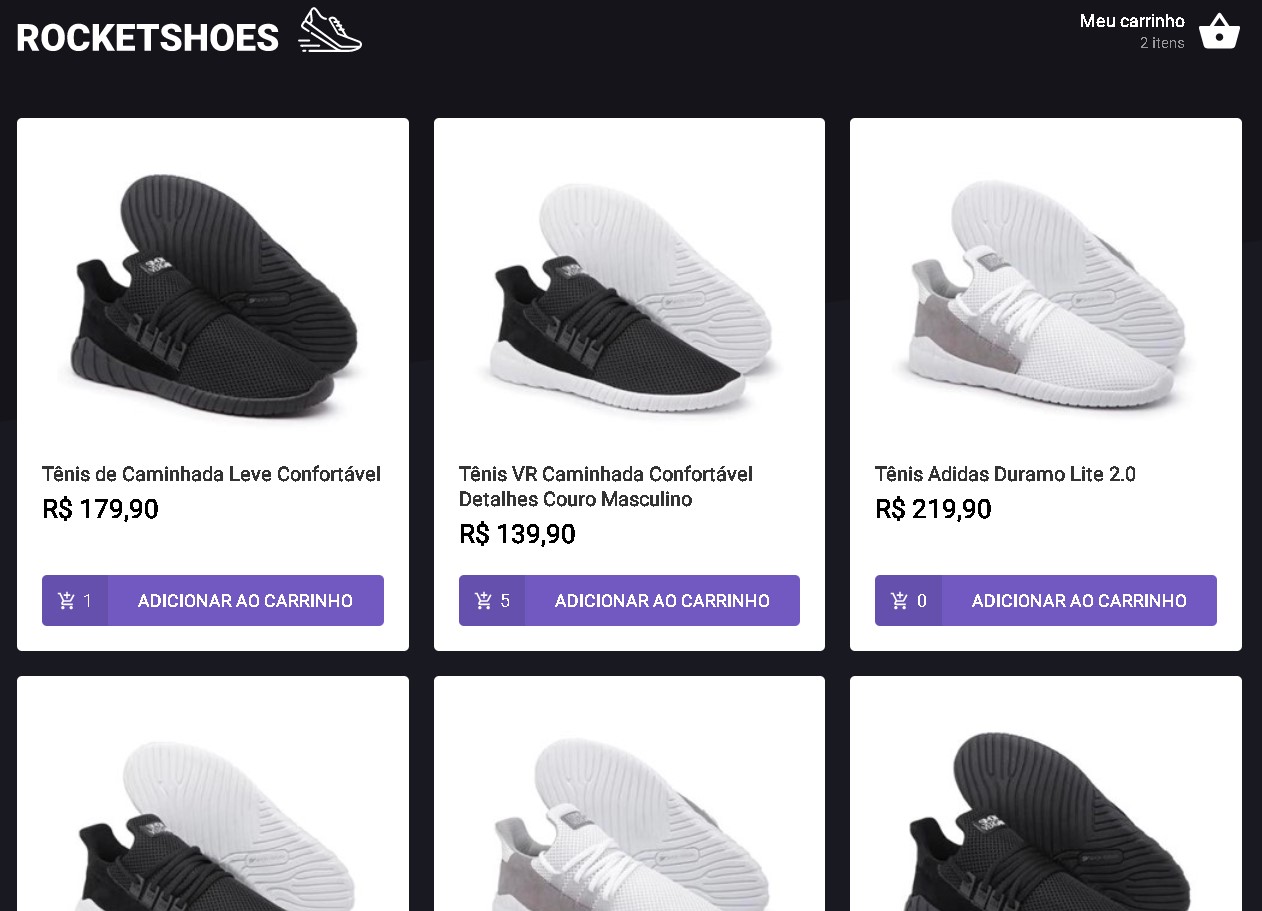 ROCKETSHOES
Meu carrinho
2 itens
Tênis de Caminhada Leve Confortável
R$ 179,90
1 ADICIONAR AO CARRINHO
Tênis VR Caminhada Confortável
Detalhes Couro Masculino
R$ 139,90
5 ADICIONAR AO CARRINHO
Tênis Adidas Duramo Lite 2.0
R$ 219,90
0 ADICIONAR AO CARRINHO